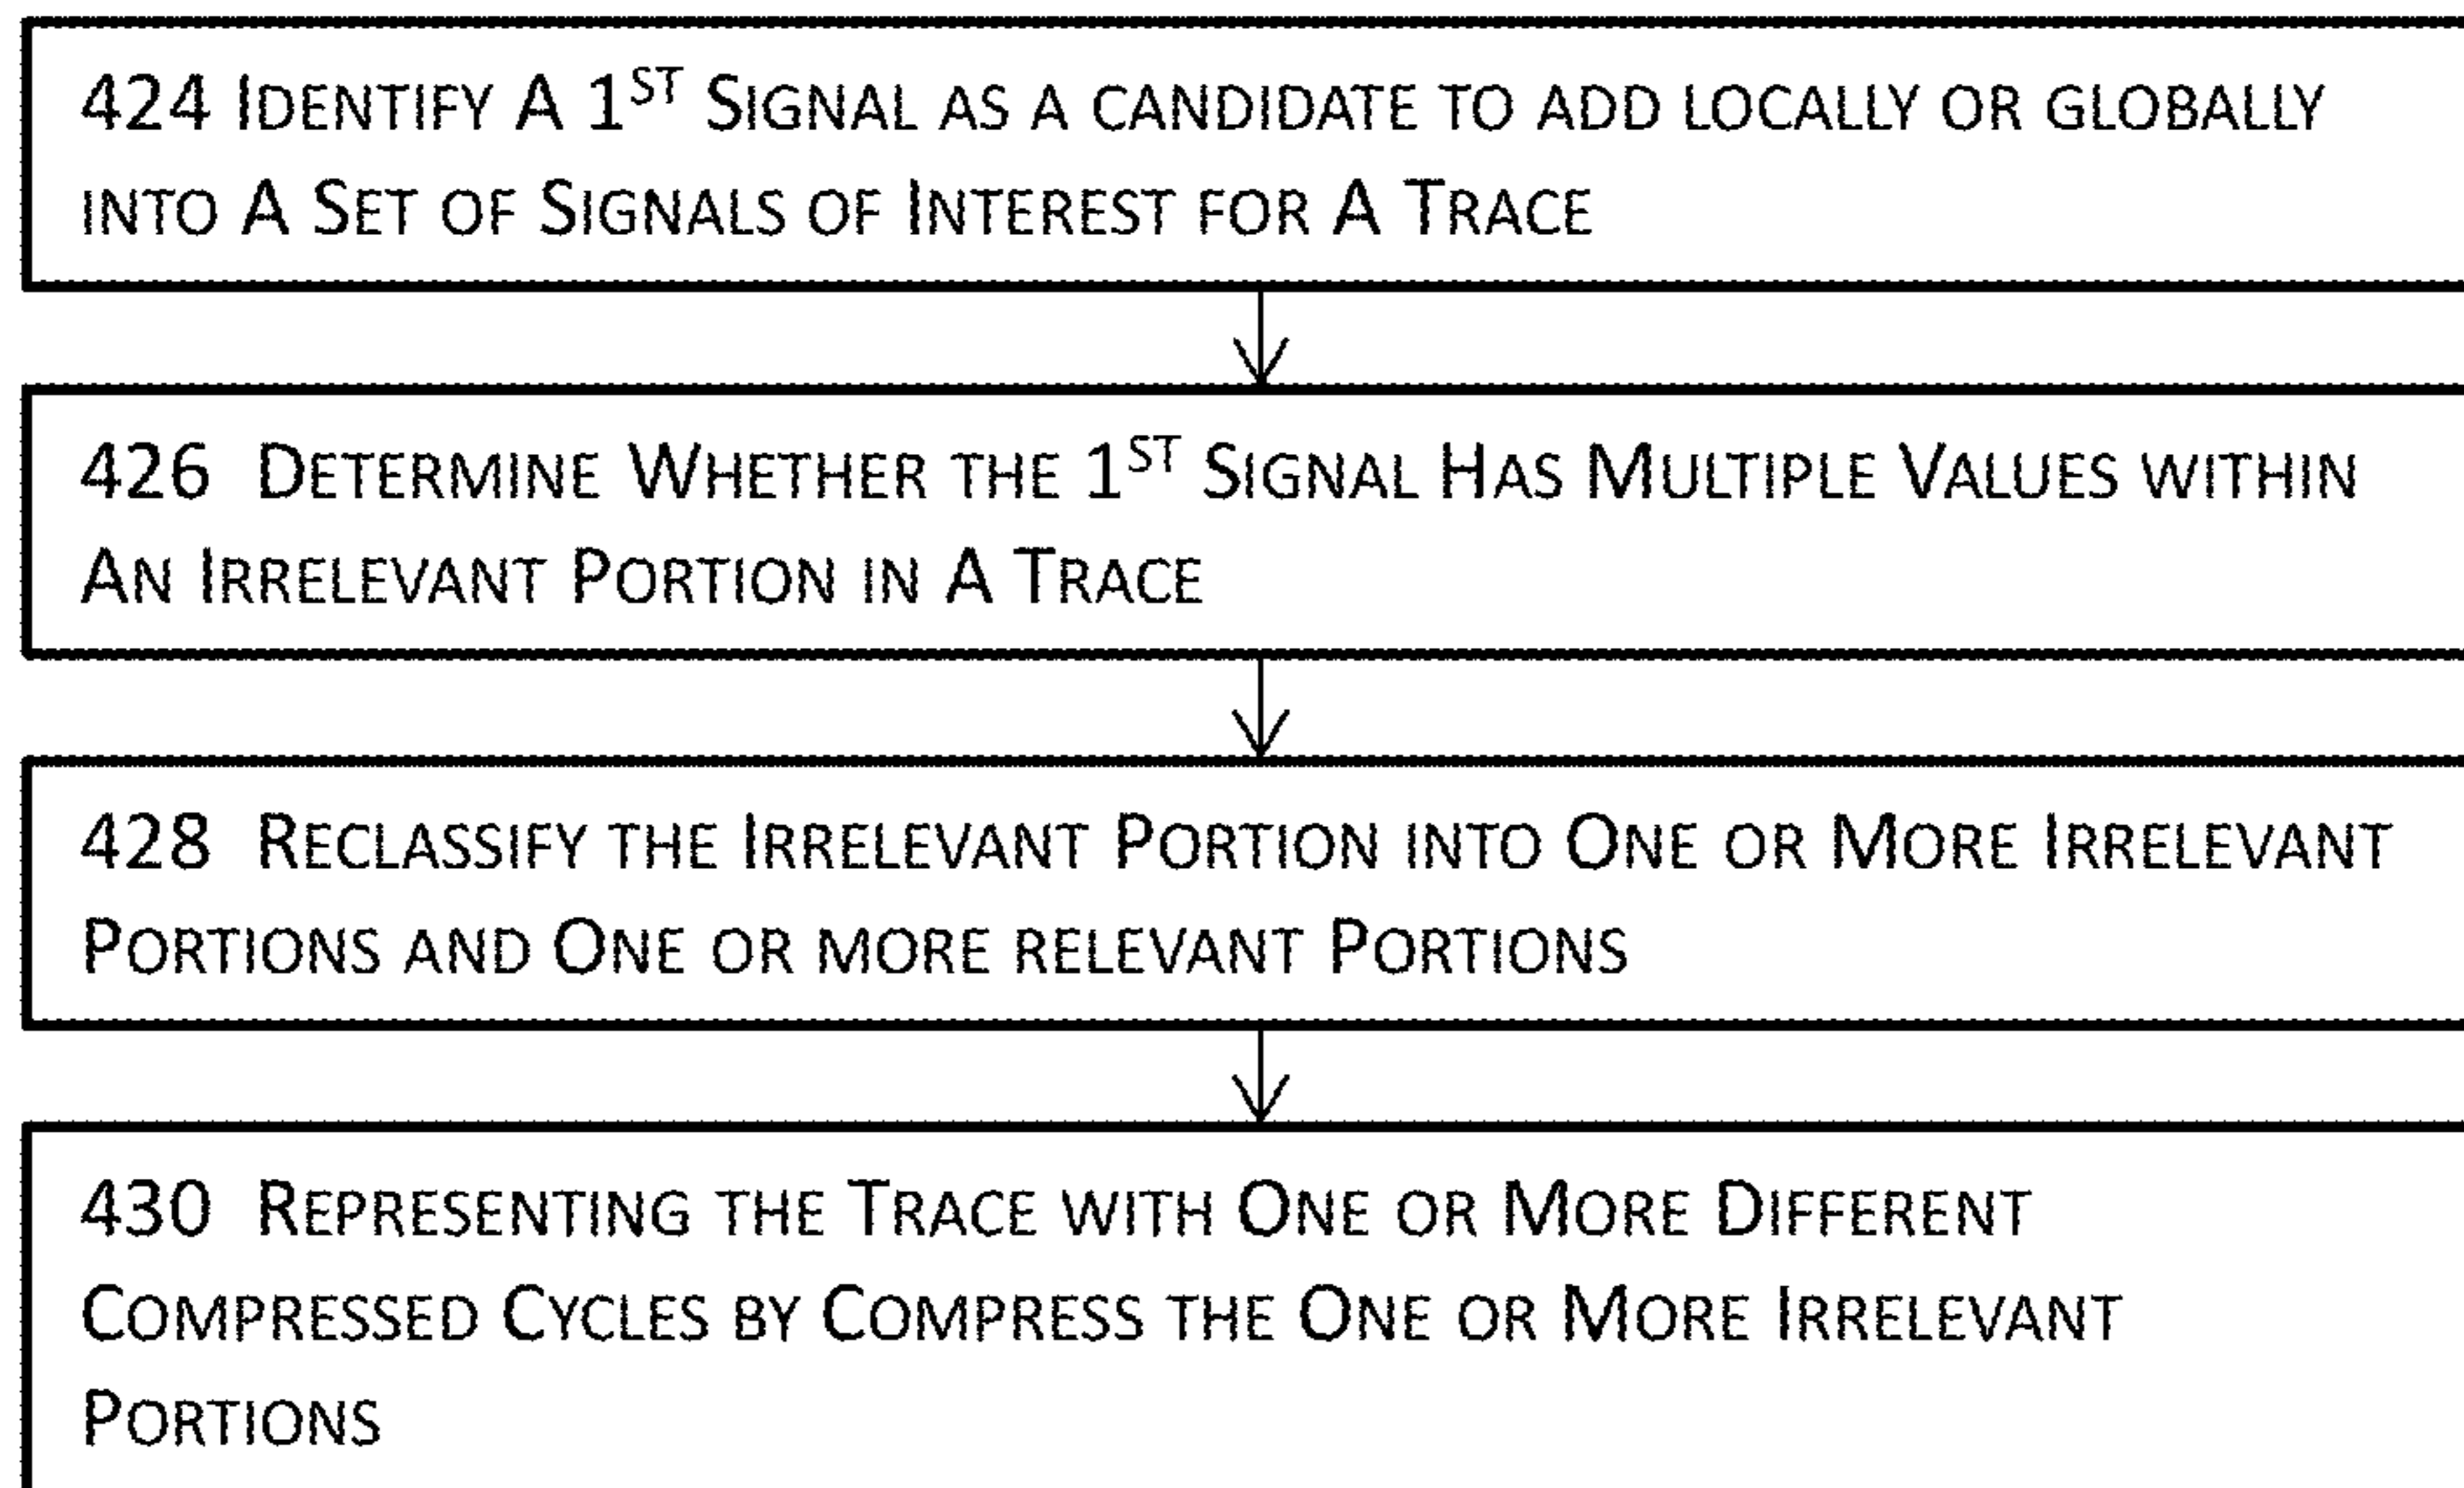 424 IDENTIFY A 1ST SIGNAL AS A CANDIDATE TO ADD LOCALLY OR GLOBALLY
INTO A SET OF SIGNALS OF INTEREST FOR A TRACE
426 DETERMINE WHETHER THE 1ST SIGNAL HAS MULTIPLE VALUES WITHIN
AN IRRELEVANT PORTION IN A TRACE
428 RECLASSIFY THE IRRELEVANT PORTION INTO ONE OR MORE IRRELEVANT
PORTIONS AND ONE OR MORE RELEVANT PORTIONS
430 REPRESENTING THE TRACE WITH ONE OR MORE DIFFERENT
COMPRESSED CYCLES BY COMPRESS THE ONE OR MORE IRRELEVANT
PORTIONS